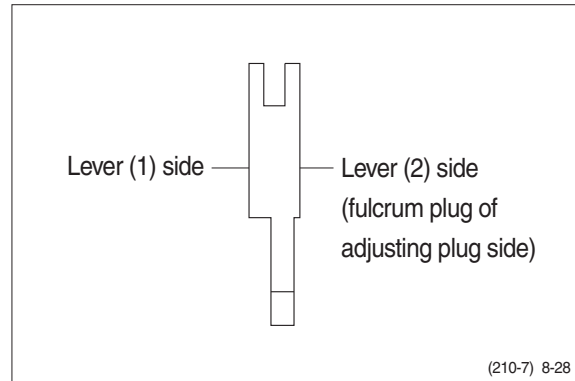 Lever (1) side
Lever (2) side
(fulcrum plug of
adjusting plug side)
(210-7) 8-28